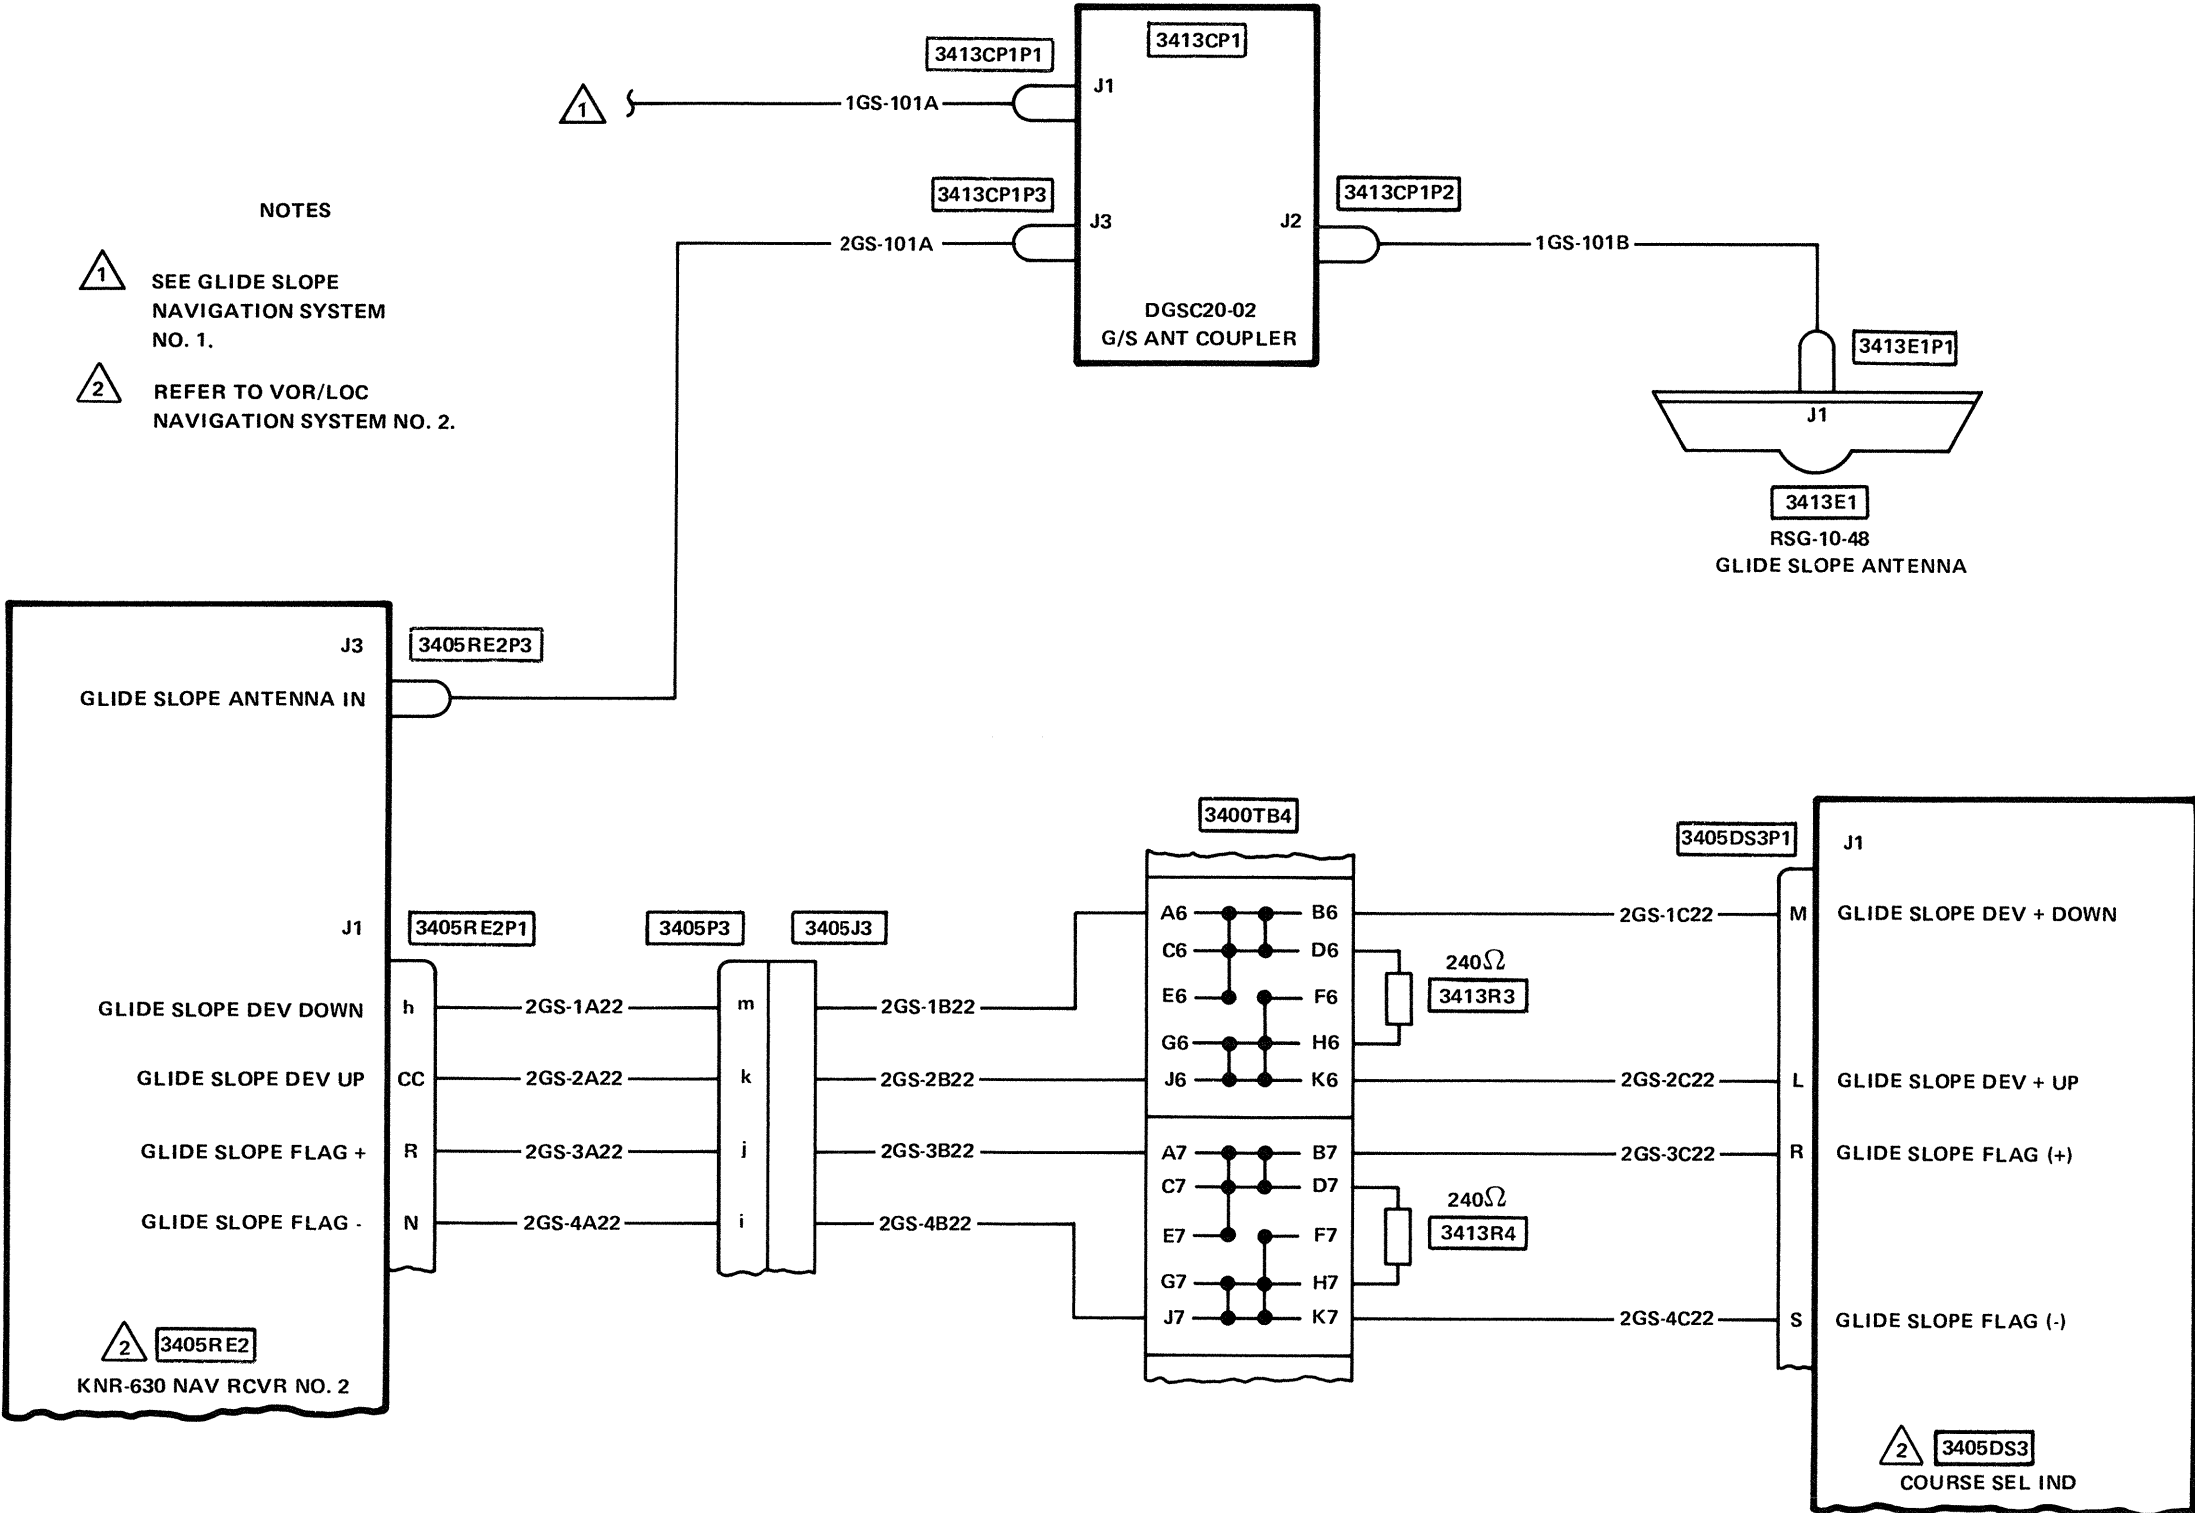 3413CP1
3413CP1P1
J1
1
1GS-101A
3413CP1P3
3413CP1P2
J3
J2
2GS-101A
1GS-101B
DGSC20-02
G/S ANT COUPLER
NOTES
1
SEE GLIDE SLOPE
NAVIGATION SYSTEM
NO. 1.
2
REFER TO VOR/LOC
NAVIGATION SYSTEM NO. 2.
3413E1P1
J1
3413E1
RSG-10-48
GLIDE SLOPE ANTENNA
J3
3405RE2P3
GLIDE SLOPE ANTENNA IN
J1
3405RE2P1
3405P3
3405J3
3400TB4
3405DS3P1
J1
GLIDE SLOPE DEV DOWN
h
2GS-1A22
m
2GS-1B22
GLIDE SLOPE DEV UP
CC
2GS-2A22
k
2GS-2B22
GLIDE SLOPE FLAG +
R
2GS-3A22
j
2GS-3B22
GLIDE SLOPE FLAG -
N
2GS-4A22
i
2GS-4B22
A6 B6
C6 D6
E6 F6
G6 H6
J6 K6
A7 B7
C7 D7
E7 F7
G7 H7
J7 K7
240Ω
3413R3
240Ω
3413R4
2GS-1C22
M
GLIDE SLOPE DEV + DOWN
2GS-2C22
L
GLIDE SLOPE DEV + UP
2GS-3C22
R
GLIDE SLOPE FLAG (+)
2GS-4C22
S
GLIDE SLOPE FLAG (-)
2
3405RE2
KNR-630 NAV RCVR NO. 2
2
3405DS3
COURSE SEL IND